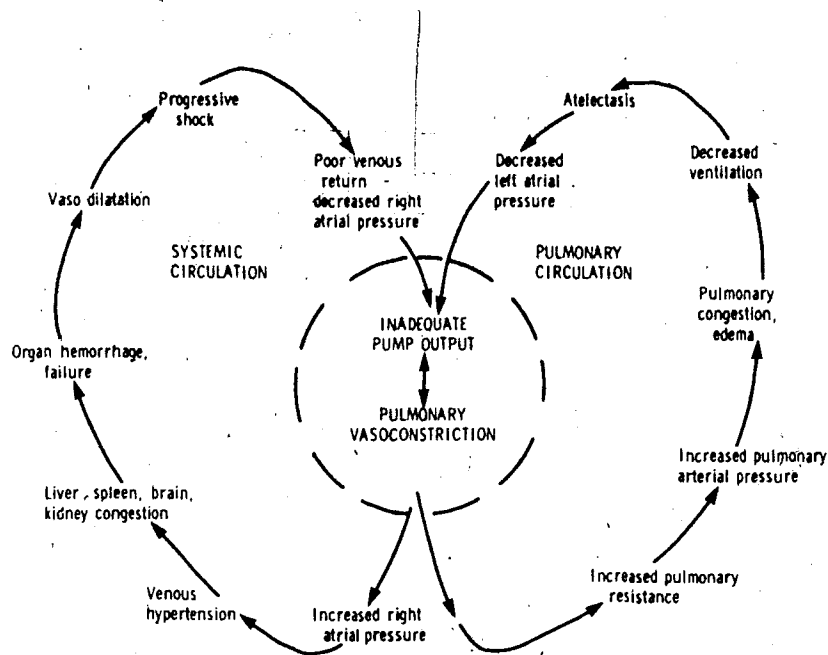 Progressive
shock
Atelectasis
Poor venous
return -
decreased right
atrial pressure
Decreased
left atrial
pressure
Decreased
ventilation
Vaso dilatation
SYSTEMIC
CIRCULATION
PULMONARY
CIRCULATION
INADEQUATE
PUMP OUTPUT
Pulmonary
congestion,
edema
Organ hemorrhage,
failure
PULMONARY
VASOCONSTRICTION
Increased pulmonary
arterial pressure
Liver, spleen, brain,
kidney congestion
Increased pulmonary
resistance
Venous
hypertension
Increased right
atrial pressure